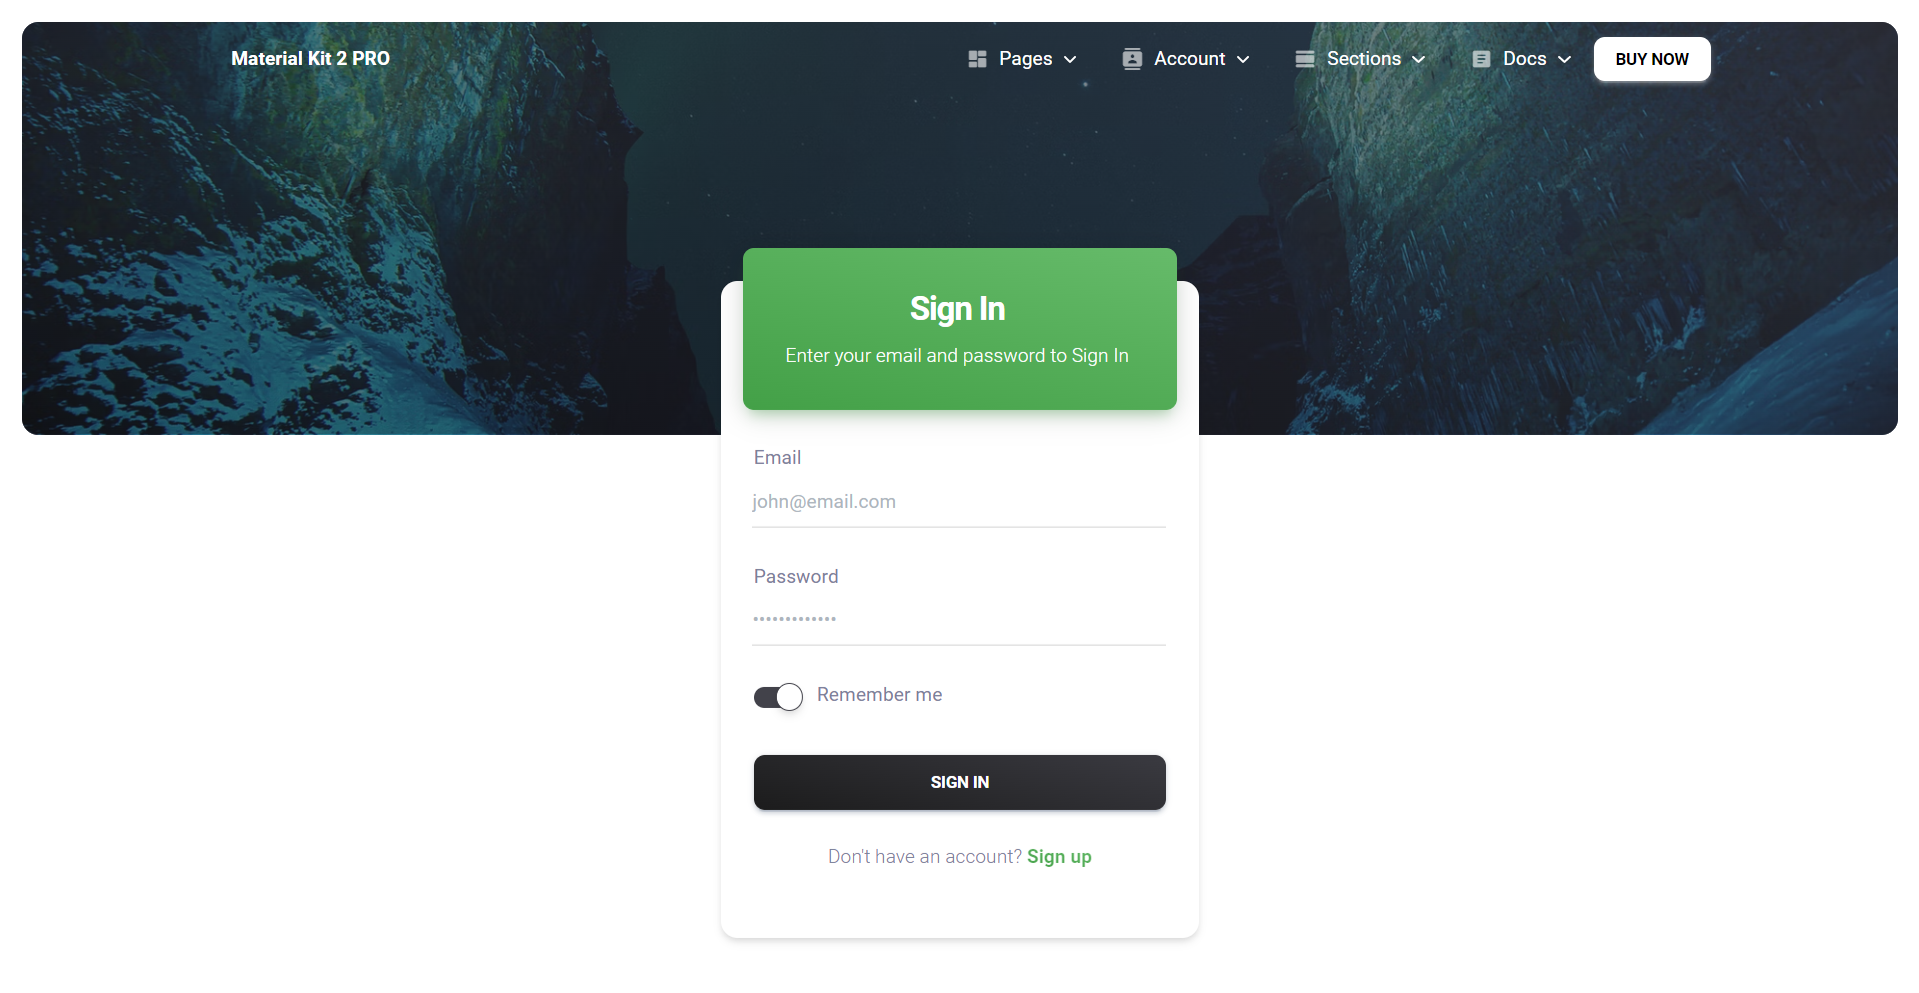 Material Kit 2 PRO
Pages
Account
Sections
Docs
BUY NOW
Sign In
Enter your email and password to Sign In
Email
john@email.com
Password
•••••••••••••
Remember me
SIGN IN
Don't have an account? Sign up